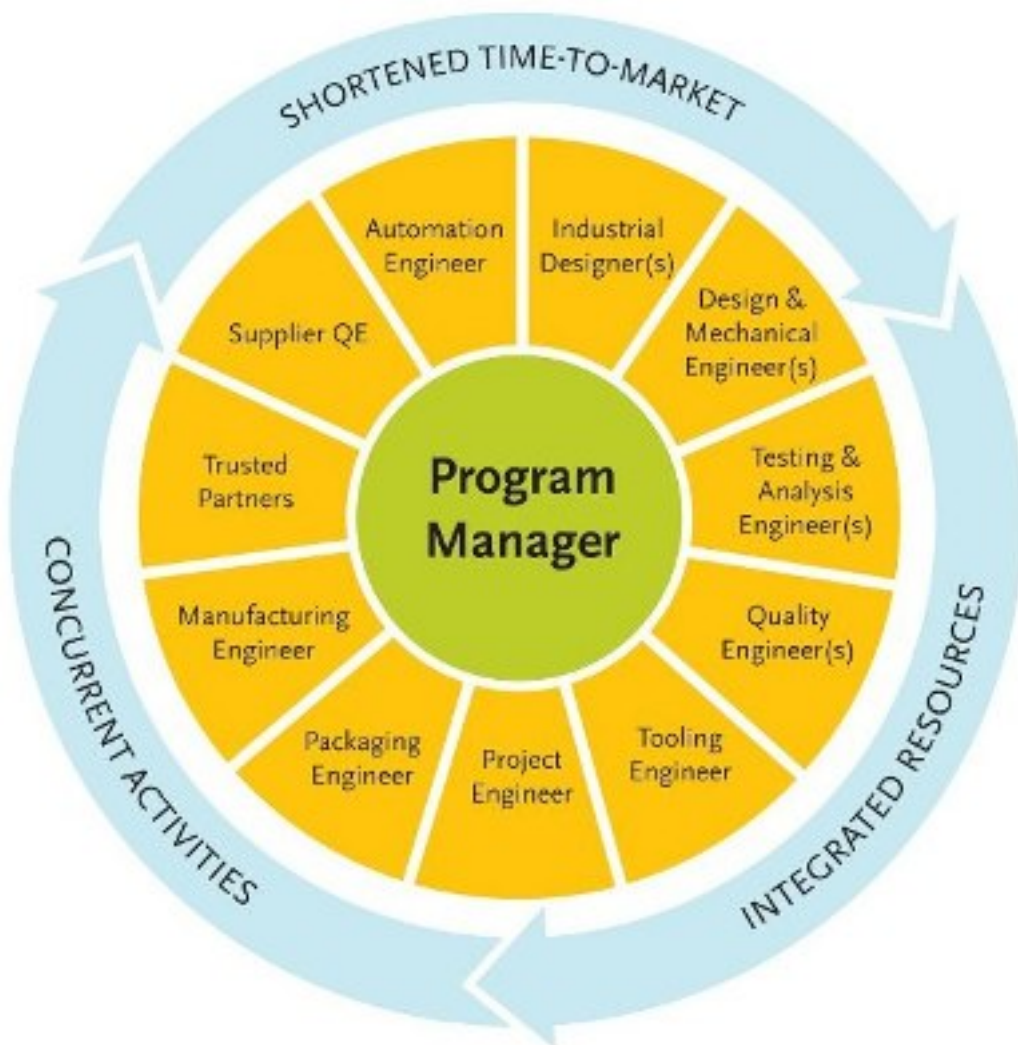 SHORTENED TIME-TO-MARKET
Automation
Engineer
Industrial
Designer(s)
Design &
Mechanical
Engineer(s)
Supplier QE
Testing &
Analysis
Engineer(s)
Trusted
Partners
Program
Manager
Quality
Engineer(s)
Manufacturing
Engineer
Tooling
Engineer
Packaging
Engineer
Project
Engineer
INTEGRATED RESOURCES
CONCURRENT ACTIVITIES